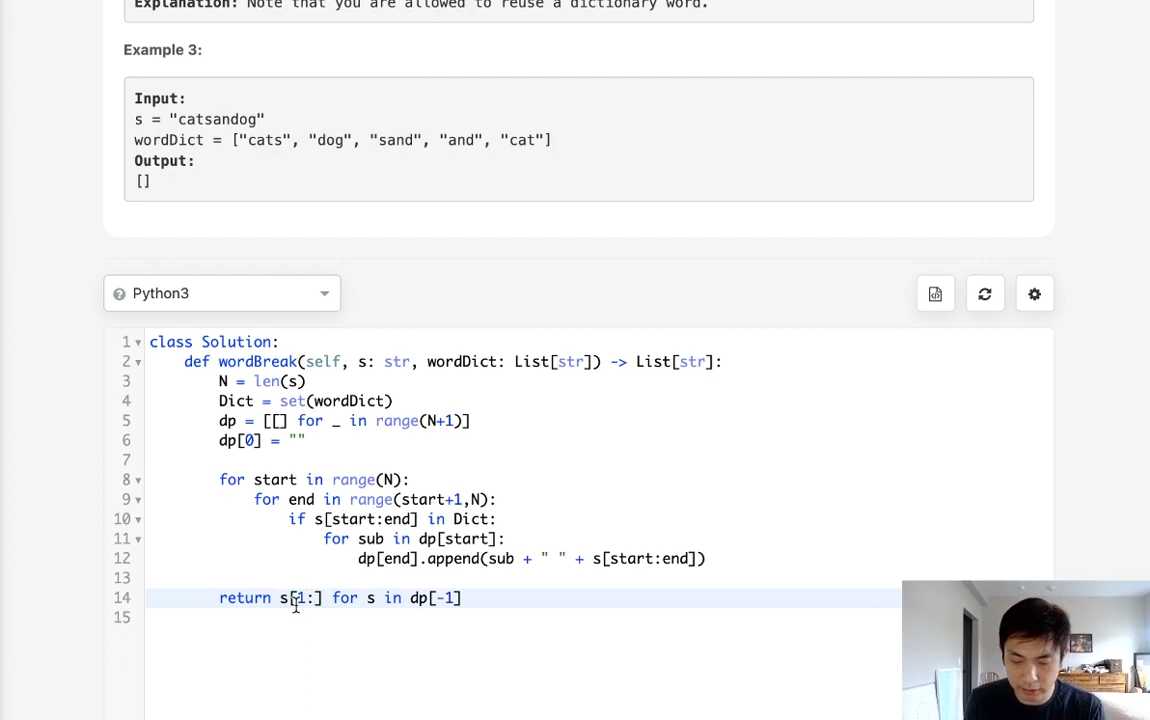 Explanation: Note that you are allowed to reuse a dictionary word.
Example 3:
Input:
s = "catsandog"
wordDict = ["cats", "dog", "sand", "and", "cat"]
Output:
[]
Python3
1 class Solution:
2 def wordBreak(self, s: str, wordDict: List[str]) -> List[str]:
3 N = len(s)
4 Dict = set(wordDict)
5 dp = [[] for _ in range(N+1)]
6 dp[0] = ""
7
8 for start in range(N):
9 for end in range(start+1,N):
10 if s[start:end] in Dict:
11 for sub in dp[start]:
12 dp[end].append(sub + " " + s[start:end])
13
14 return s[1:] for s in dp[-1]
15